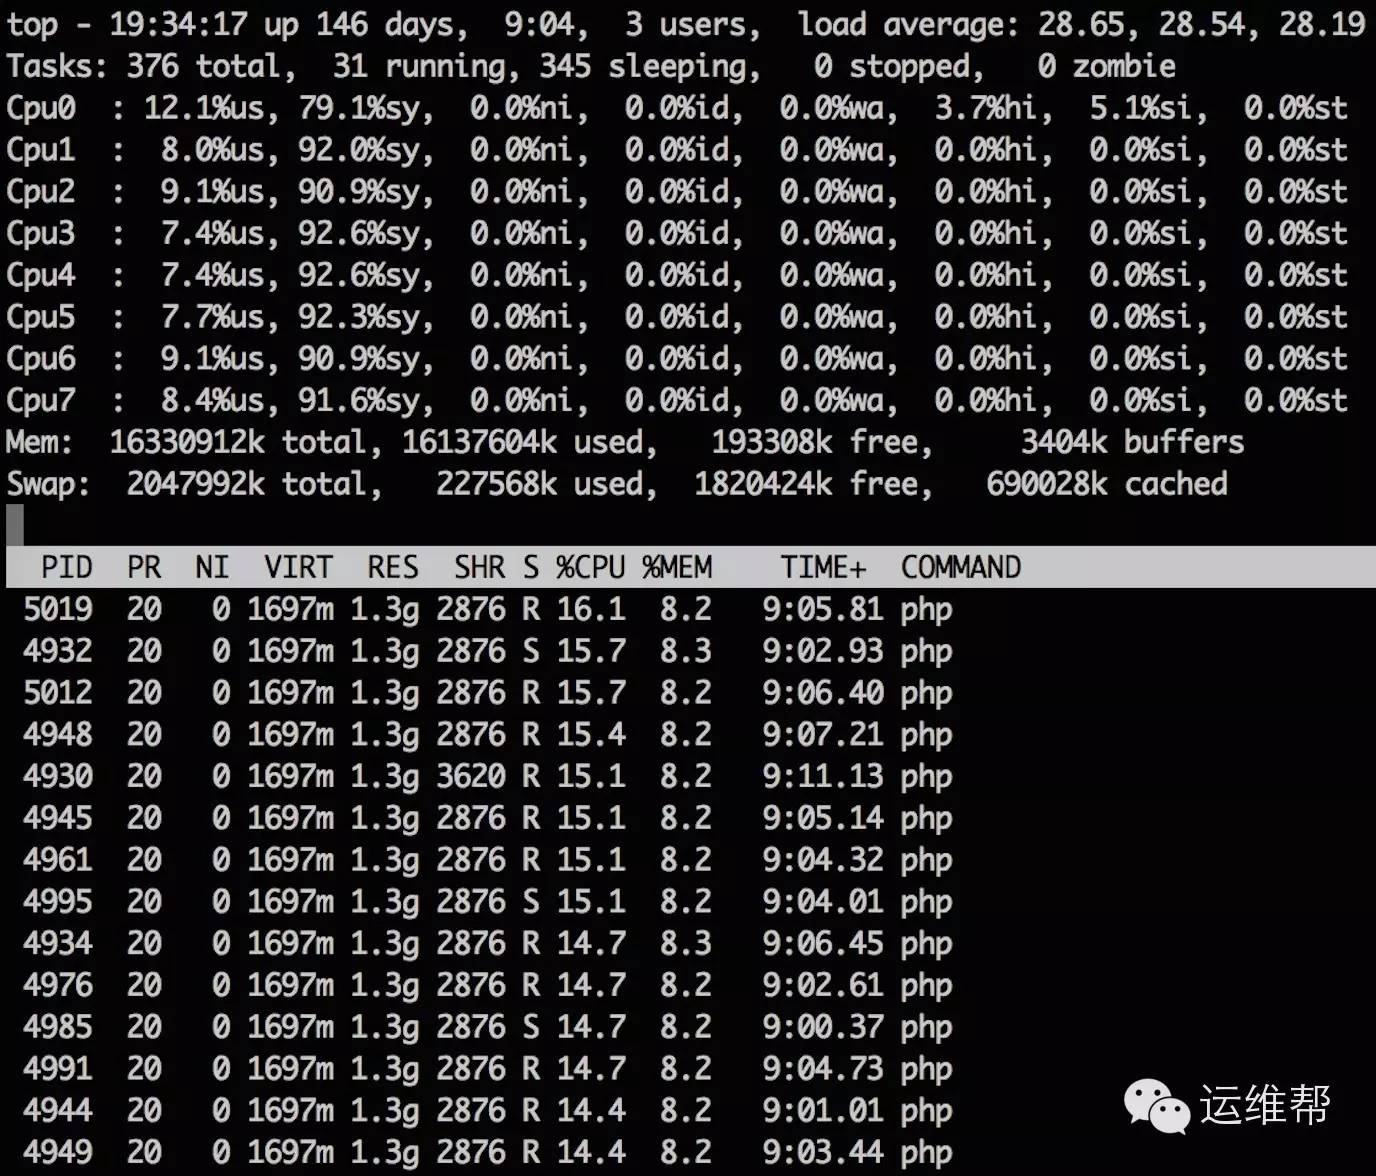 top - 19:34:17 up 146 days,  9:04,  3 users,  load average: 28.65, 28.54, 28.19
Tasks: 376 total,  31 running, 345 sleeping,   0 stopped,   0 zombie
Cpu0  : 12.1%us, 79.1%sy,  0.0%ni,  0.0%id,  0.0%wa,  3.7%hi,  5.1%si,  0.0%st
Cpu1  :  8.0%us, 92.0%sy,  0.0%ni,  0.0%id,  0.0%wa,  0.0%hi,  0.0%si,  0.0%st
Cpu2  :  9.1%us, 90.9%sy,  0.0%ni,  0.0%id,  0.0%wa,  0.0%hi,  0.0%si,  0.0%st
Cpu3  :  7.4%us, 92.6%sy,  0.0%ni,  0.0%id,  0.0%wa,  0.0%hi,  0.0%si,  0.0%st
Cpu4  :  7.4%us, 92.6%sy,  0.0%ni,  0.0%id,  0.0%wa,  0.0%hi,  0.0%si,  0.0%st
Cpu5  :  7.7%us, 92.3%sy,  0.0%ni,  0.0%id,  0.0%wa,  0.0%hi,  0.0%si,  0.0%st
Cpu6  :  9.1%us, 90.9%sy,  0.0%ni,  0.0%id,  0.0%wa,  0.0%hi,  0.0%si,  0.0%st
Cpu7  :  8.4%us, 91.6%sy,  0.0%ni,  0.0%id,  0.0%wa,  0.0%hi,  0.0%si,  0.0%st
Mem:  16330912k total, 16137604k used,   193308k free,     3404k buffers
Swap:  2047992k total,   227568k used,  1820424k free,   690028k cached
PID  PR  NI  VIRT  RES  SHR S %CPU %MEM    TIME+  COMMAND
5019  20   0 1697m 1.3g 2876 R 16.1  8.2   9:05.81 php
4932  20   0 1697m 1.3g 2876 S 15.7  8.3   9:02.93 php
5012  20   0 1697m 1.3g 2876 R 15.7  8.2   9:06.40 php
4948  20   0 1697m 1.3g 2876 R 15.4  8.2   9:07.21 php
4930  20   0 1697m 1.3g 3620 R 15.1  8.2   9:11.13 php
4945  20   0 1697m 1.3g 2876 R 15.1  8.2   9:05.14 php
4961  20   0 1697m 1.3g 2876 R 15.1  8.2   9:04.32 php
4995  20   0 1697m 1.3g 2876 S 15.1  8.2   9:04.01 php
4934  20   0 1697m 1.3g 2876 R 14.7  8.3   9:06.45 php
4976  20   0 1697m 1.3g 2876 R 14.7  8.2   9:02.61 php
4985  20   0 1697m 1.3g 2876 S 14.7  8.2   9:00.37 php
4991  20   0 1697m 1.3g 2876 R 14.7  8.2   9:04.73 php
4944  20   0 1697m 1.3g 2876 R 14.4  8.2   9:01.01 php
4949  20   0 1697m 1.3g 2876 R 14.4  8.2   9:03.44 php
运维帮